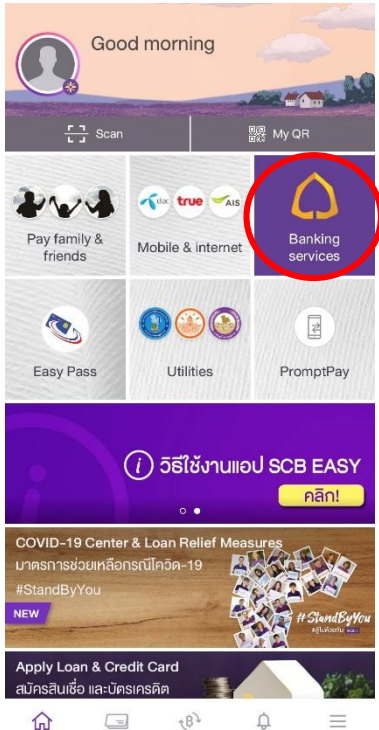 Good morning
Scan
My QR
dtac true AIS
Pay family &
friends
Mobile & internet
Banking
services
Easy Pass
Utilities
PromptPay
i วิธีใช้งานแอป SCB EASY
คลิก!
COVID-19 Center & Loan Relief Measures
มาตรการช่วยเหลือกรณีโควิด-19
#StandByYou
NEW
#StandByYou
Apply Loan & Credit Card
สมัครสินเชื่อ และบัตรเครดิต